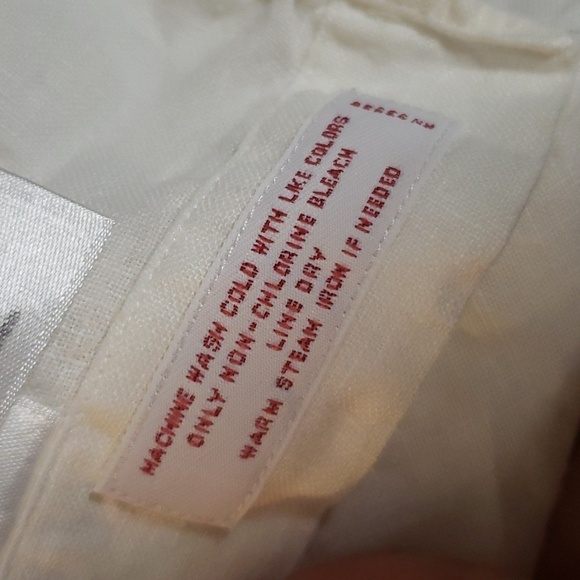 MACHINE WASH COLD WITH LIKE COLORS
ONLY NON-CHLORINE BLEACH
LINE DRY
WARM STEAM IRON IF NEEDED